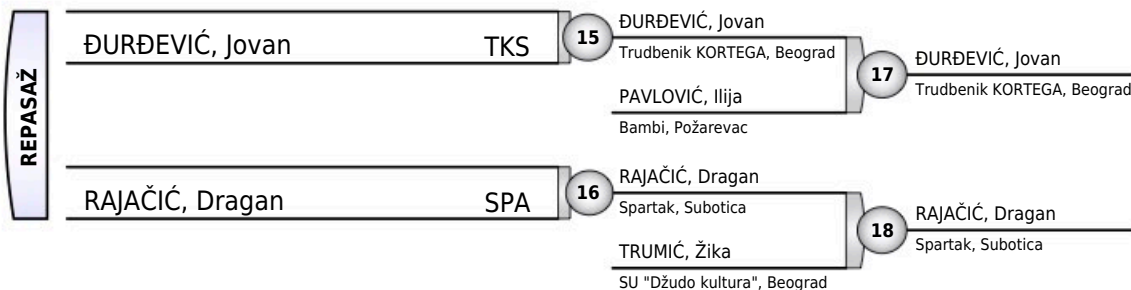 REPASAŽ
ĐURĐEVIĆ, Jovan TKS
15
ĐURĐEVIĆ, Jovan
Trudbenik KORTEGA, Beograd
PAVLOVIĆ, Ilija
Bambi, Požarevac
17
ĐURĐEVIĆ, Jovan
Trudbenik KORTEGA, Beograd
RAJAČIĆ, Dragan SPA
16
RAJAČIĆ, Dragan
Spartak, Subotica
TRUMIĆ, Žika
SU "Džudo kultura", Beograd
18
RAJAČIĆ, Dragan
Spartak, Subotica